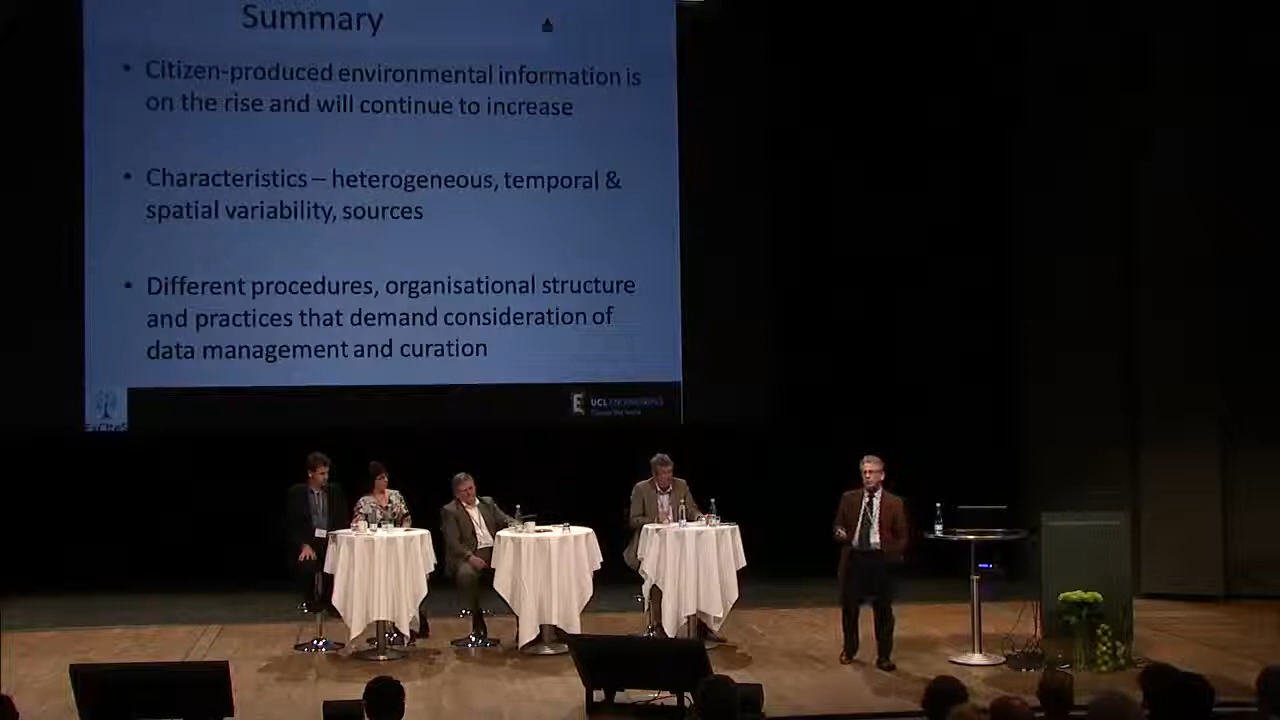 Summary
• Citizen-produced environmental information is
on the rise and will continue to increase
• Characteristics – heterogeneous, temporal &
spatial variability, sources
• Different procedures, organisational structure
and practices that demand consideration of
data management and curation
ExCiteS
UCL ENGINEERING